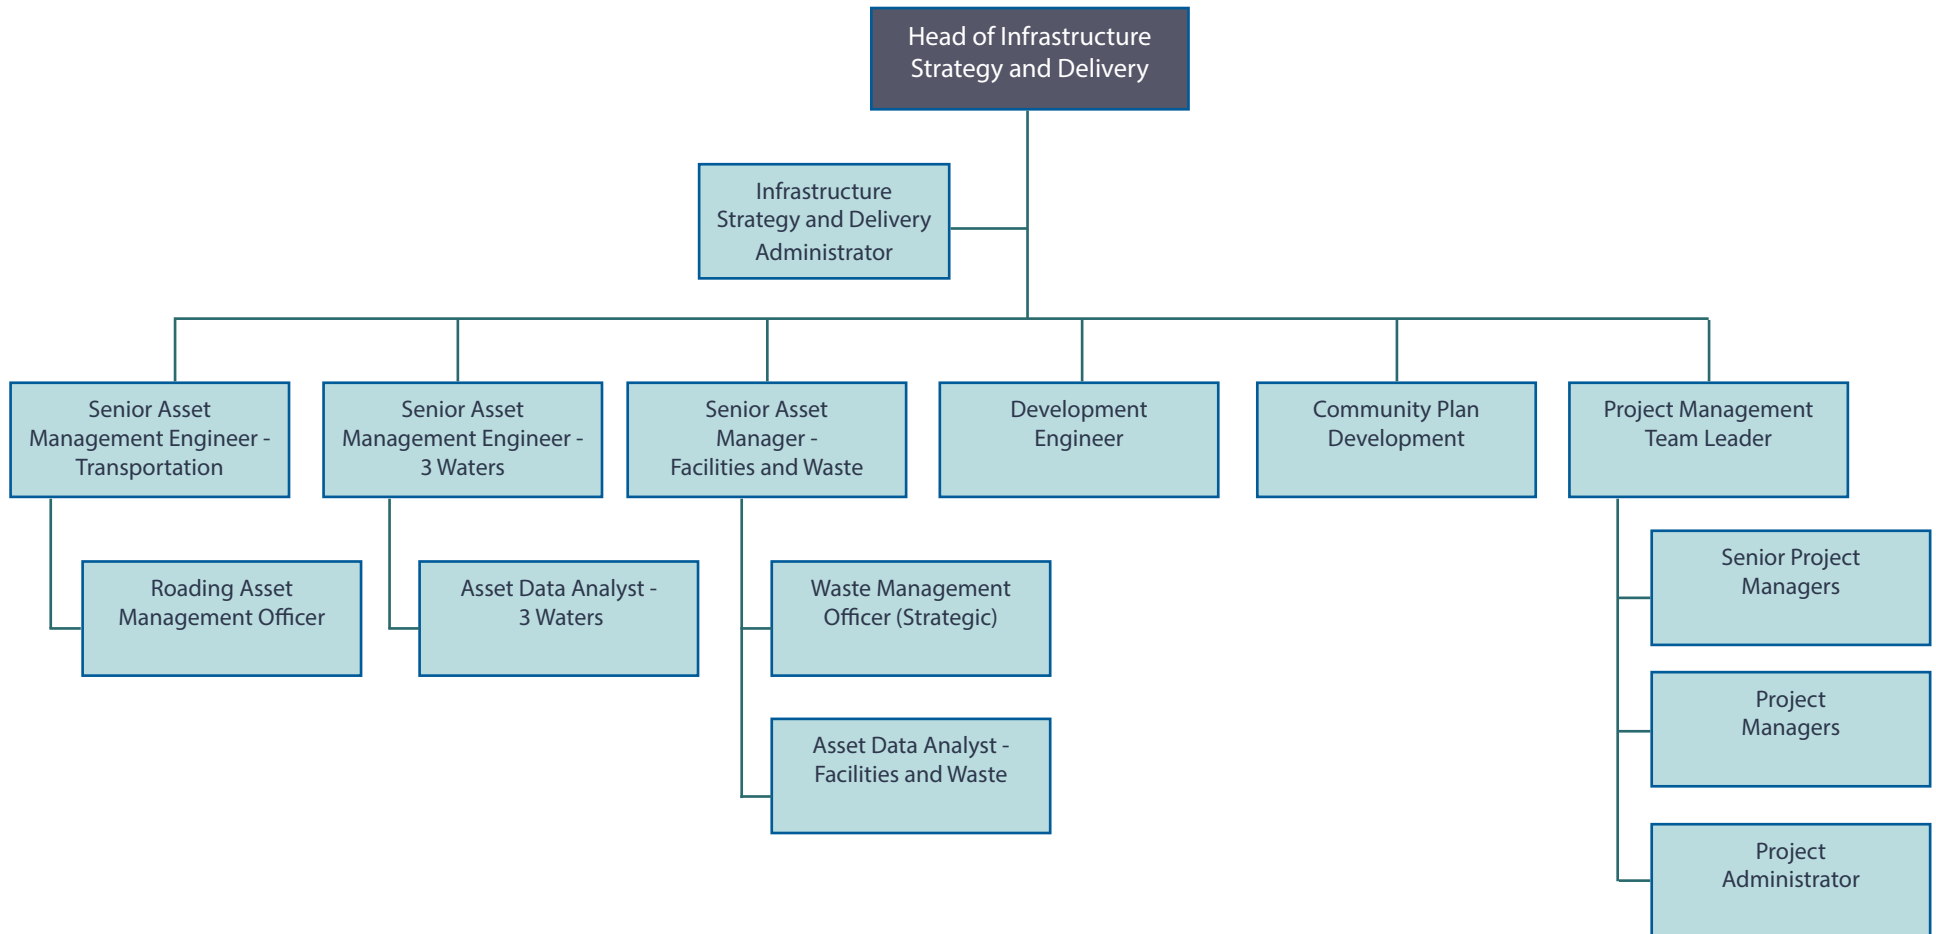 Head of Infrastructure
Strategy and Delivery
Infrastructure
Strategy and Delivery
Administrator
Senior Asset
Management Engineer -
Transportation
Senior Asset
Management Engineer -
3 Waters
Senior Asset
Manager -
Facilities and Waste
Development
Engineer
Community Plan
Development
Project Management
Team Leader
Roading Asset
Management Officer
Asset Data Analyst -
3 Waters
Waste Management
Officer (Strategic)
Asset Data Analyst -
Facilities and Waste
Senior Project
Managers
Project
Managers
Project
Administrator